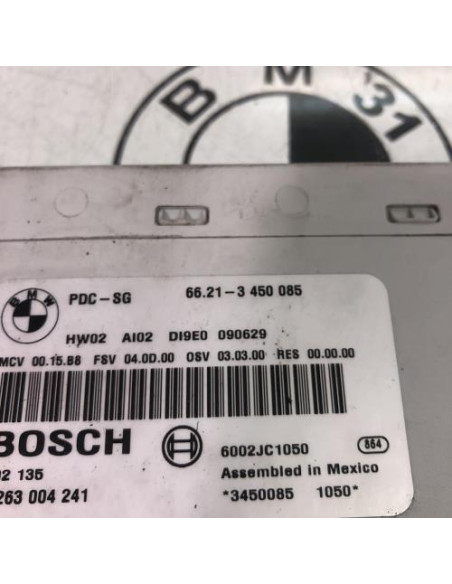 BM 31
BMW PDC-SG 66.21-3 450 085
HW02 AI02 DI9E0 090629
MCV 00.15.B8 FSV 04.0D.00 OSV 03.03.00 RES 00.00.00
BOSCH 6002JC1050 864
135 Assembled in Mexico
263 004 241 *3450085 1050*